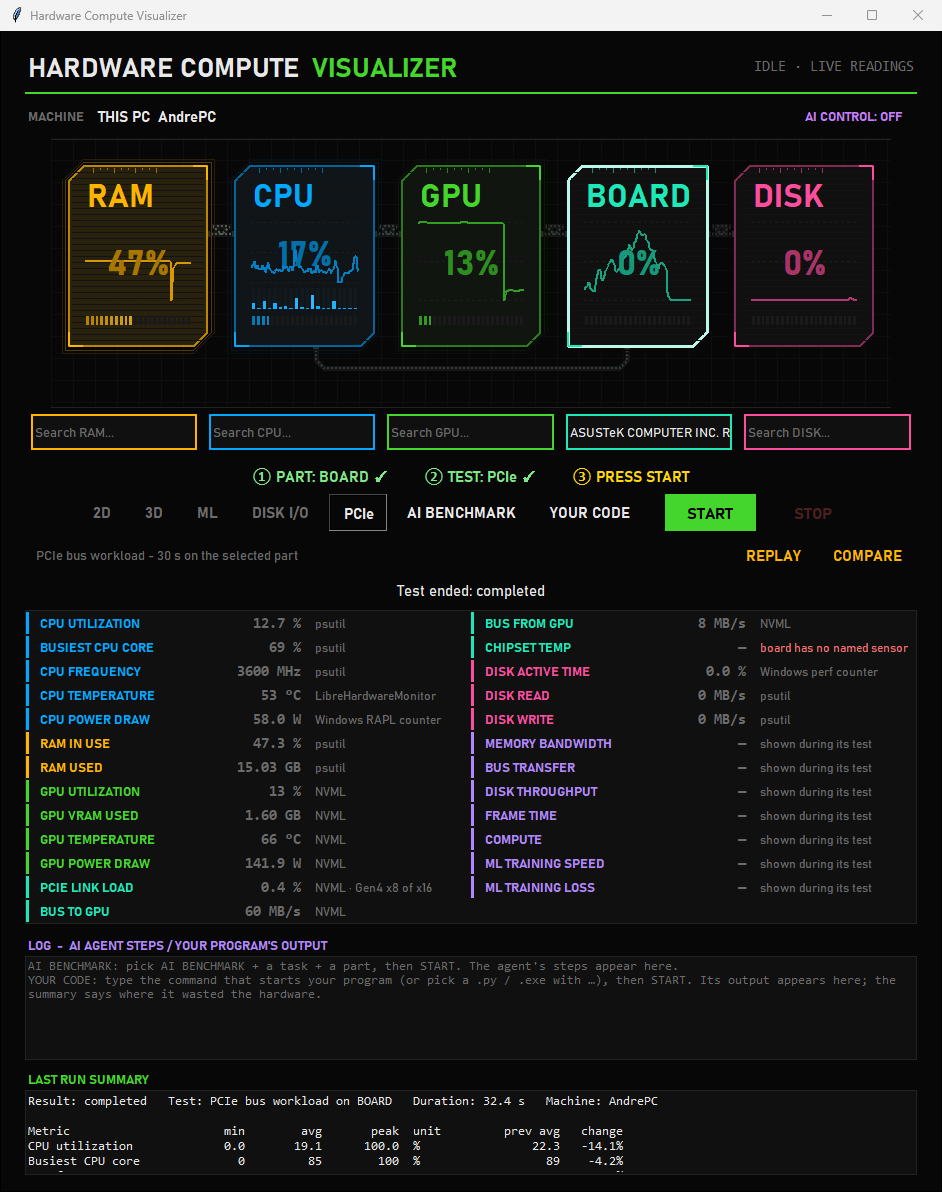 Hardware Compute Visualizer
HARDWARE COMPUTE VISUALIZER
IDLE · LIVE READINGS
MACHINE THIS PC AndrePC
AI CONTROL: OFF
RAM
47%
CPU
17%
GPU
13%
BOARD
0%
DISK
0%
Search RAM...
Search CPU...
Search GPU...
ASUSTeK COMPUTER INC. R
Search DISK...
① PART: BOARD ✓ ② TEST: PCIe ✓ ③ PRESS START
2D 3D ML DISK I/O PCIe AI BENCHMARK YOUR CODE START STOP
PCIe bus workload - 30 s on the selected part
REPLAY COMPARE
Test ended: completed
CPU UTILIZATION 12.7 % psutil
BUSIEST CPU CORE 69 % psutil
CPU FREQUENCY 3600 MHz psutil
CPU TEMPERATURE 53 °C LibreHardwareMonitor
CPU POWER DRAW 58.0 W Windows RAPL counter
RAM IN USE 47.3 % psutil
RAM USED 15.03 GB psutil
GPU UTILIZATION 13 % NVML
GPU VRAM USED 1.60 GB NVML
GPU TEMPERATURE 66 °C NVML
GPU POWER DRAW 141.9 W NVML
PCIE LINK LOAD 0.4 % NVML · Gen4 x8 of x16
BUS TO GPU 60 MB/s NVML
BUS FROM GPU 8 MB/s NVML
CHIPSET TEMP — board has no named sensor
DISK ACTIVE TIME 0.0 % Windows perf counter
DISK READ 0 MB/s psutil
DISK WRITE 0 MB/s psutil
MEMORY BANDWIDTH — shown during its test
BUS TRANSFER — shown during its test
DISK THROUGHPUT — shown during its test
FRAME TIME — shown during its test
COMPUTE — shown during its test
ML TRAINING SPEED — shown during its test
ML TRAINING LOSS — shown during its test
LOG - AI AGENT STEPS / YOUR PROGRAM'S OUTPUT
AI BENCHMARK: pick AI BENCHMARK + a task + a part, then START. The agent's steps appear here.
YOUR CODE: type the command that starts your program (or pick a .py / .exe with …), then START. Its output appears here; the
summary says where it wasted the hardware.
LAST RUN SUMMARY
Result: completed Test: PCIe bus workload on BOARD Duration: 32.4 s Machine: AndrePC
Metric min avg peak unit prev avg change
CPU utilization 0.0 19.1 100.0 % 22.3 -14.1%
Busiest CPU core 0 85 100 % 89 -4.2%